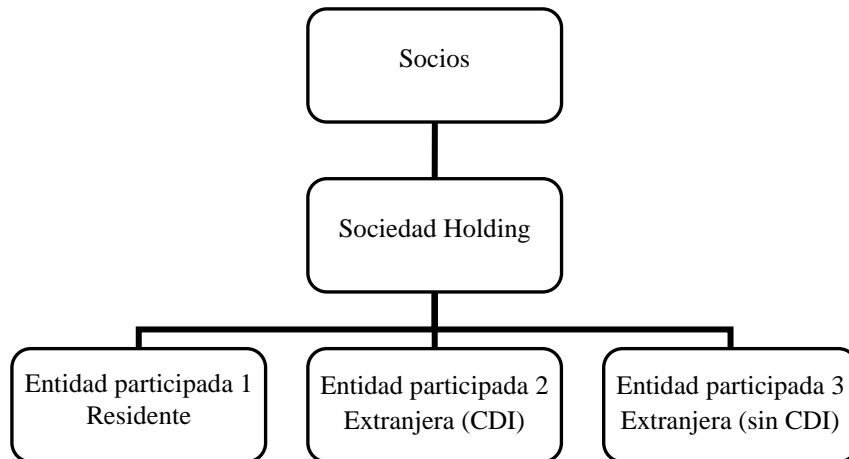 Socios
Sociedad Holding
Entidad participada 1
Residente
Entidad participada 2
Extranjera (CDI)
Entidad participada 3
Extranjera (sin CDI)